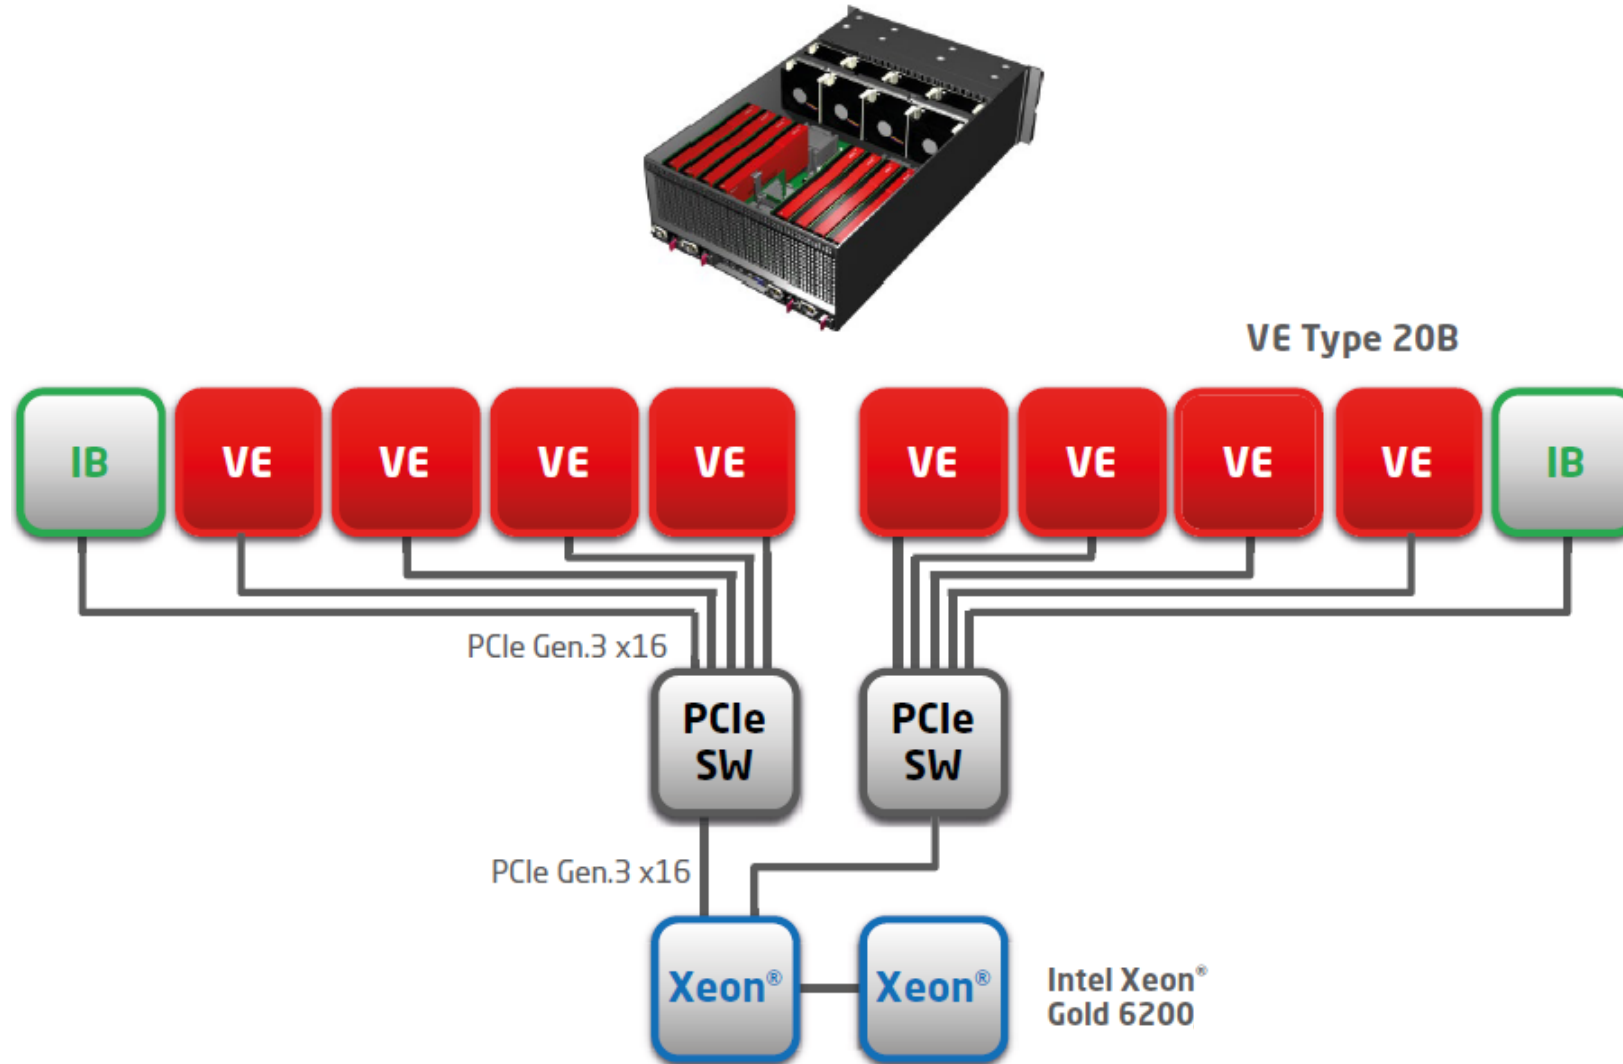 VE Type 20B
IB
VE
VE
VE
VE
VE
VE
VE
VE
IB
PCIe Gen.3 x16
PCIe
SW
PCIe
SW
PCIe Gen.3 x16
Xeon®
Xeon®
Intel Xeon®
Gold 6200